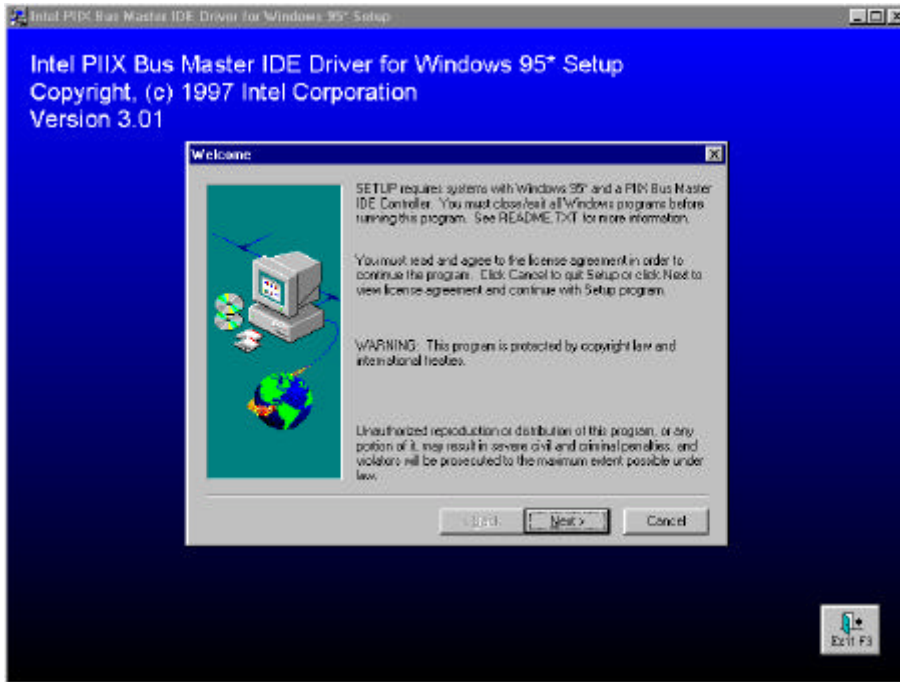 Intel PIIX Bus Master IDE Driver for Windows 95* Setup
Intel PIIX Bus Master IDE Driver for Windows 95* Setup
Copyright, (c) 1997 Intel Corporation
Version 3.01
Welcome
SETUP requires systems with Windows 95* and a PIIX Bus Master
IDE Controller. You must close/exit all Windows programs before
running this program. See README.TXT for more information.
You must read and agree to the license agreement in order to
continue the program. Click Cancel to quit Setup or click Next to
view license agreement and continue with Setup program.
WARNING: This program is protected by copyright law and
international treaties.
Unauthorized reproduction or distribution of this program, or any
portion of it, may result in severe civil and criminal penalties, and
violators will be prosecuted to the maximum extent possible under
law.
< Back
Next >
Cancel
Exit F3